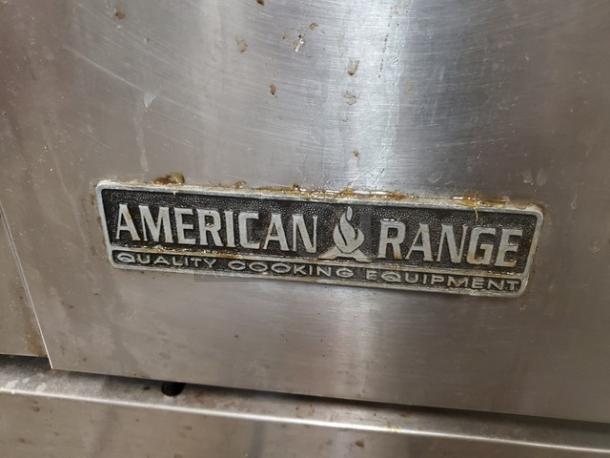 AMERICAN RANGE
QUALITY COOKING EQUIPMENT